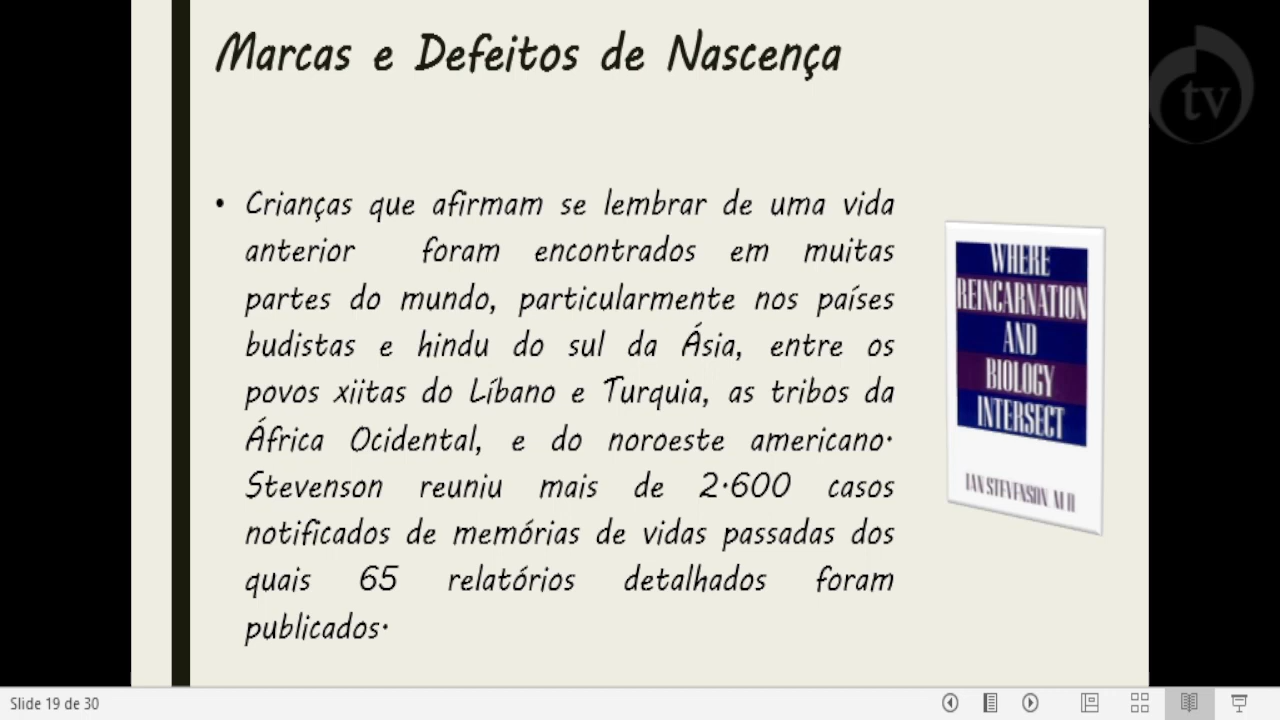 Marcas e Defeitos de Nascença
tv
• Crianças que afirmam se lembrar de uma vida
anterior foram encontrados em muitas
partes do mundo, particularmente nos países
budistas e hindu do sul da Ásia, entre os
povos xiitas do Líbano e Turquia, as tribos da
África Ocidental, e do noroeste americano.
Stevenson reuniu mais de 2.600 casos
notificados de memórias de vidas passadas dos
quais 65 relatórios detalhados foram
publicados.
WHERE
REINCARNATION
AND
BIOLOGY
INTERSECT
IAN STEVENSON, M.D.
Slide 19 de 30